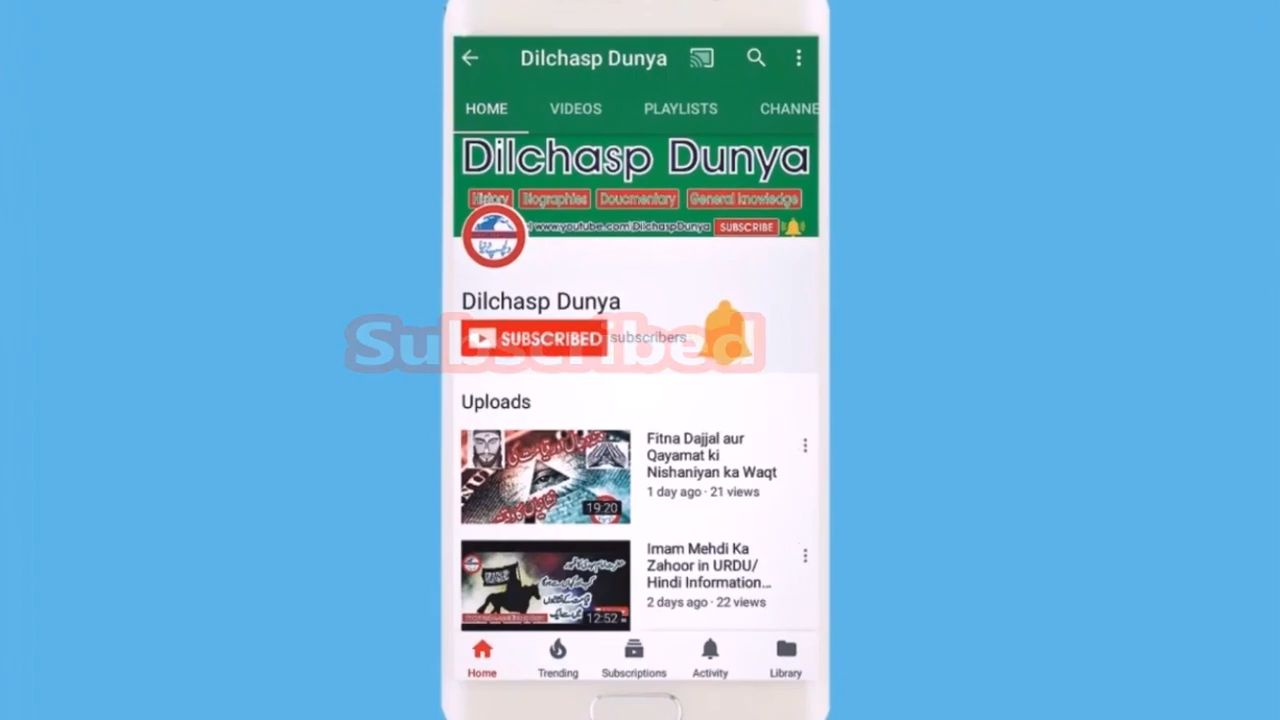 Dilchasp Dunya
HOME VIDEOS PLAYLISTS CHANNE
Dilchasp Dunya
History Biographies Doucmentary General knowledge
www.youtube.com/DilchaspDunya SUBSCRIBE
Dilchasp Dunya
Subscribed
SUBSCRIBED subscribers
Uploads
Fitna Dajjal aur
Qayamat ki
Nishaniyan ka Waqt
1 day ago · 21 views
19:20
Imam Mehdi Ka
Zahoor in URDU/
Hindi Information...
2 days ago · 22 views
12:52
Home Trending Subscriptions Activity Library